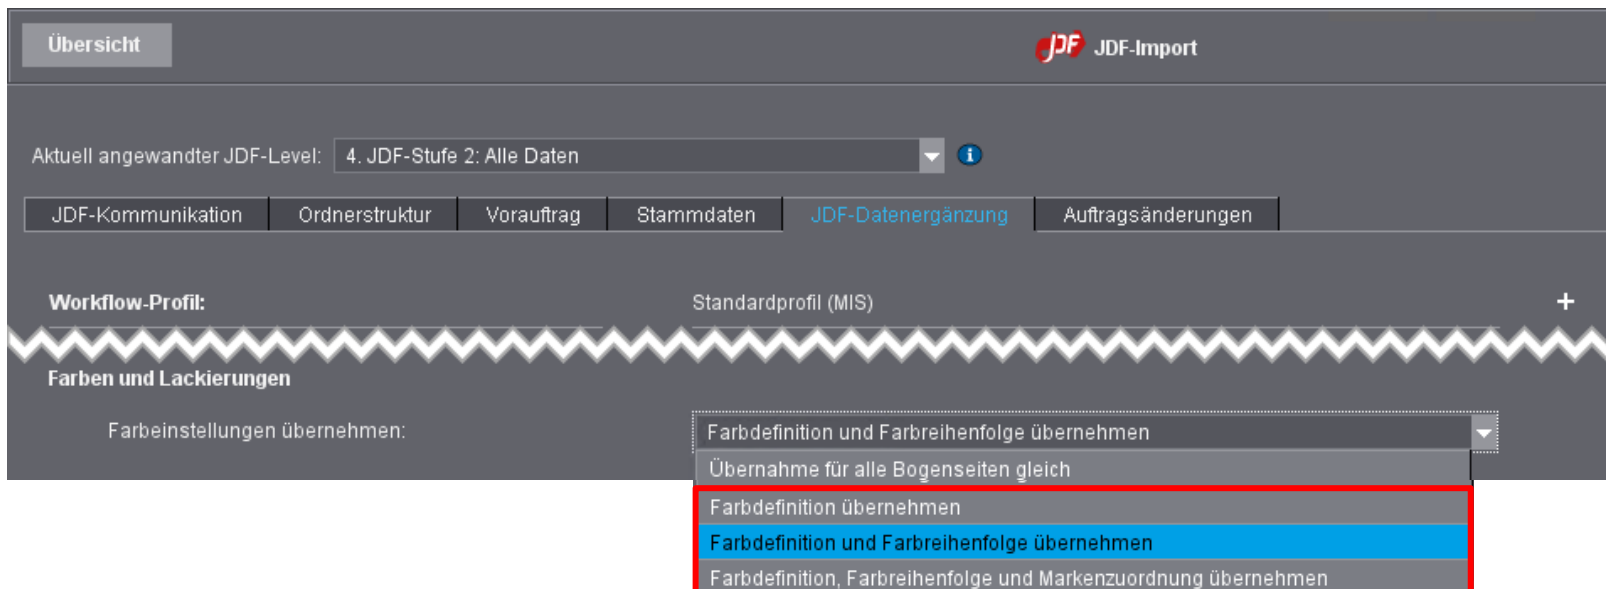 Übersicht
JDF JDF-Import
Aktuell angewandter JDF-Level: 4. JDF-Stufe 2: Alle Daten
JDF-Kommunikation Ordnerstruktur Vorauftrag Stammdaten JDF-Datenergänzung Auftragsänderungen
Workflow-Profil: Standardprofil (MIS) +
Farben und Lackierungen
Farbeinstellungen übernehmen: Farbdefinition und Farbreihenfolge übernehmen
Übernahme für alle Bogenseiten gleich
Farbdefinition übernehmen
Farbdefinition und Farbreihenfolge übernehmen
Farbdefinition, Farbreihenfolge und Markenzuordnung übernehmen